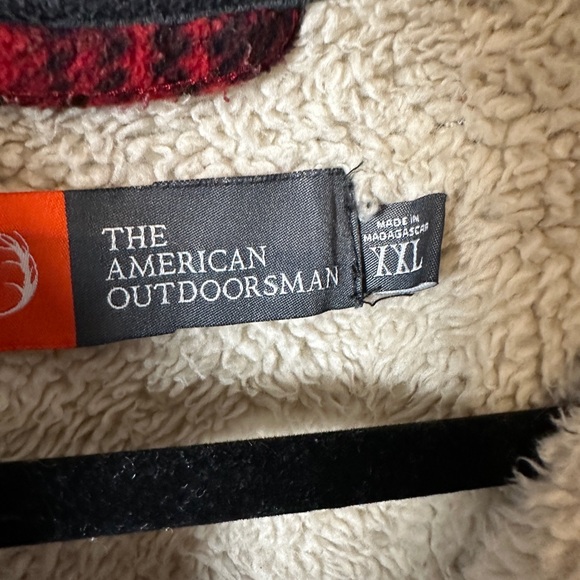 THE
AMERICAN
OUTDOORSMAN
MADE IN
MADAGASCAR
XXL